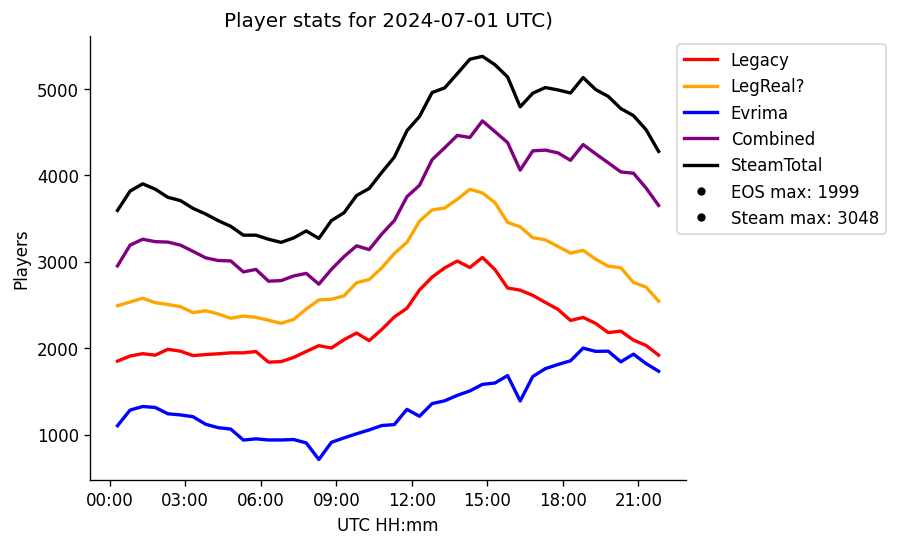 Player stats for 2024-07-01 UTC)
Legacy
LegReal?
Evrima
Combined
SteamTotal
EOS max: 1999
Steam max: 3048
Players
5000
4000
3000
2000
1000
00:00 03:00 06:00 09:00 12:00 15:00 18:00 21:00
UTC HH:mm